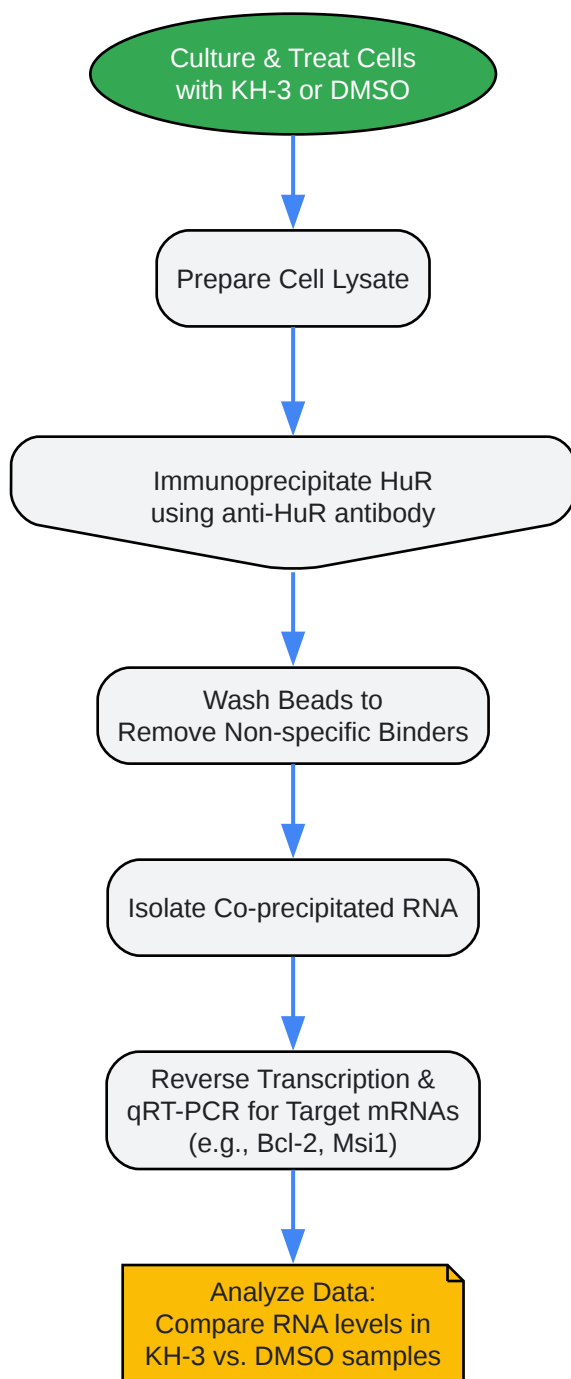 Culture & Treat Cells
with KH-3 or DMSO
Prepare Cell Lysate
Immunoprecipitate HuR
using anti-HuR antibody
Wash Beads to
Remove Non-specific Binders
Isolate Co-precipitated RNA
Reverse Transcription &
qRT-PCR for Target mRNAs
(e.g., Bcl-2, Msi1)
Analyze Data:
Compare RNA levels in
KH-3 vs. DMSO samples